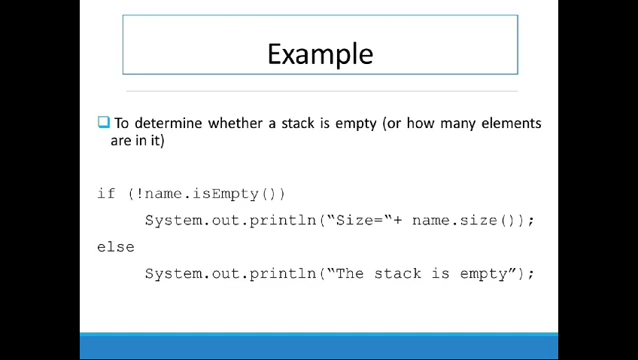 Example
To determine whether a stack is empty (or how many elements
are in it)
if (!name.isEmpty())
System.out.println(“Size=“+ name.size());
else
System.out.println(“The stack is empty”);